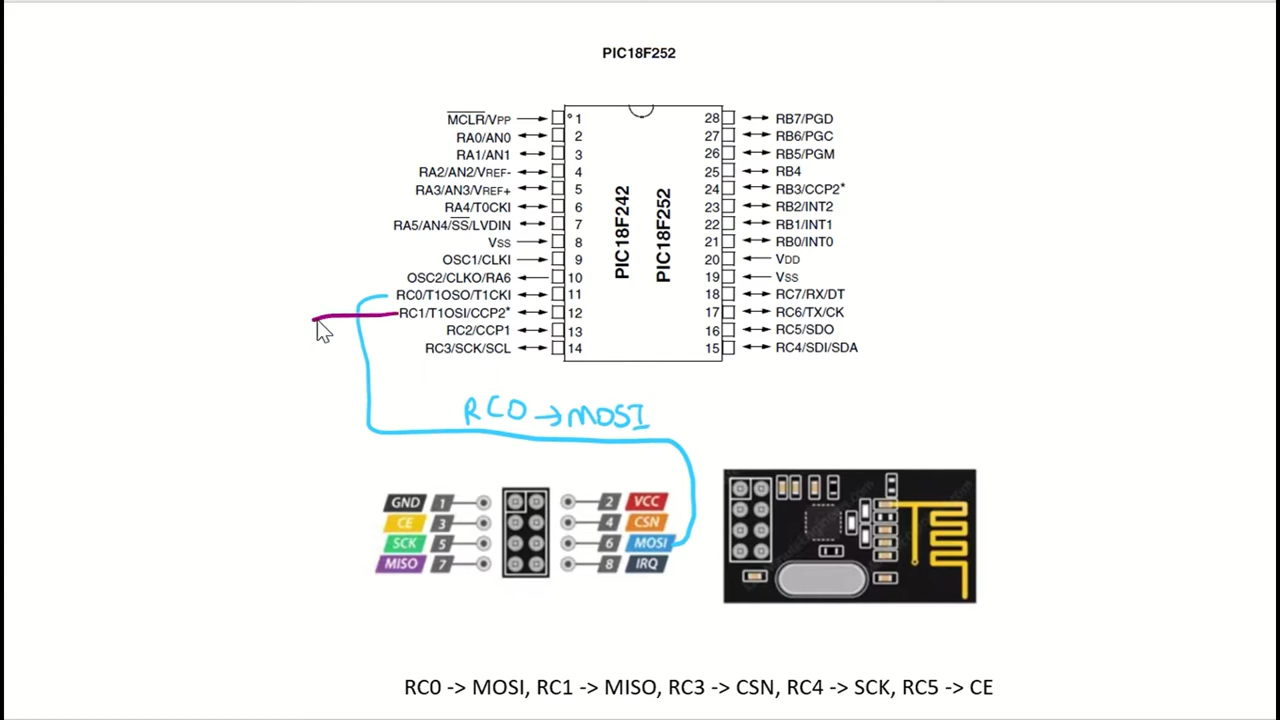 PIC18F252
MCLR/VPP 1 28 RB7/PGD
RA0/AN0 2 27 RB6/PGC
RA1/AN1 3 26 RB5/PGM
RA2/AN2/VREF- 4 25 RB4
RA3/AN3/VREF+ 5 24 RB3/CCP2*
RA4/T0CKI 6 23 RB2/INT2
RA5/AN4/SS/LVDIN 7 22 RB1/INT1
VSS 8 21 RB0/INT0
OSC1/CLKI 9 20 VDD
OSC2/CLKO/RA6 10 19 VSS
RC0/T1OSO/T1CKI 11 18 RC7/RX/DT
RC1/T1OSI/CCP2* 12 17 RC6/TX/CK
RC2/CCP1 13 16 RC5/SDO
RC3/SCK/SCL 14 15 RC4/SDI/SDA
PIC18F242
PIC18F252
RC0 → MOSI
GND 1 2 VCC
CE 3 4 CSN
SCK 5 6 MOSI
MISO 7 8 IRQ
RC0 -> MOSI, RC1 -> MISO, RC3 -> CSN, RC4 -> SCK, RC5 -> CE